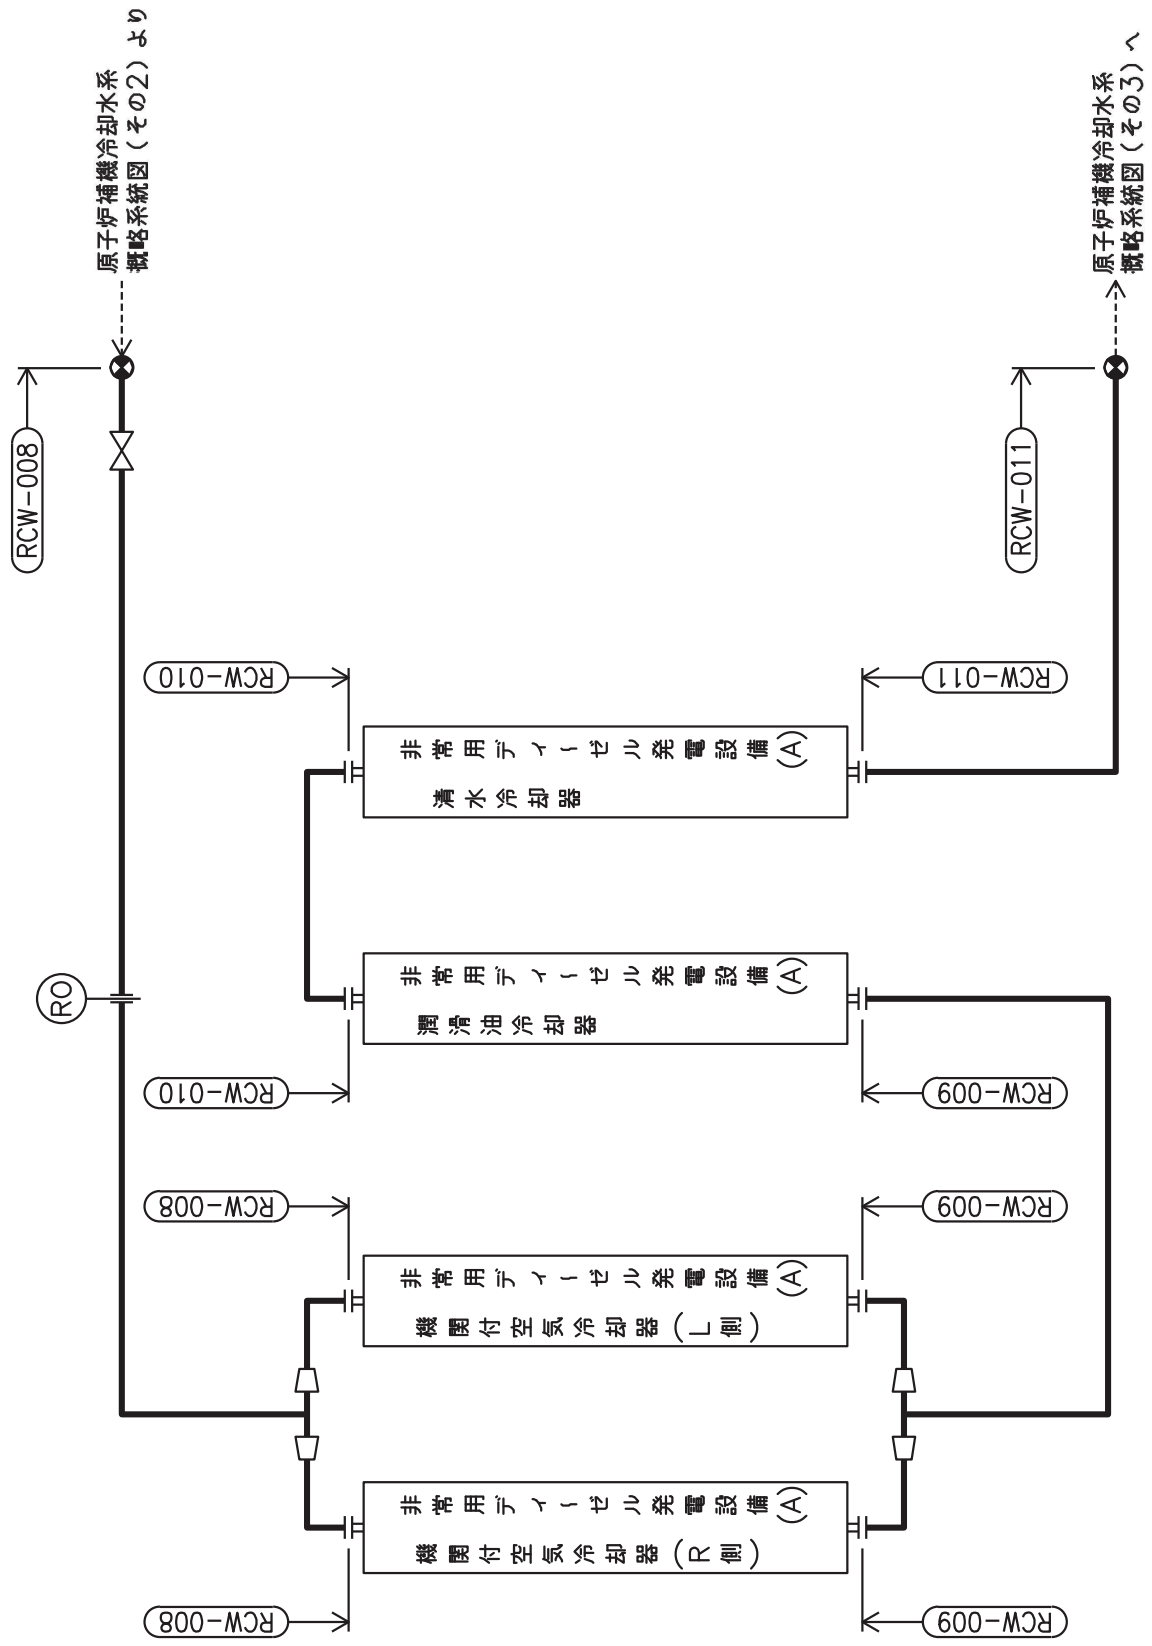 原子炉補機冷却水系
概略系統図(その2)より
原子炉補機冷却水系
概略系統図(その3)へ
RCW-008
RCW-011
RCW-010
RCW-011
非常用ディーゼル発電設備(A)
清水冷却器
RO
非常用ディーゼル発電設備(A)
潤滑油冷却器
RCW-010
RCW-009
RCW-008
RCW-009
非常用ディーゼル発電設備(A)
機関付空気冷却器(L側)
非常用ディーゼル発電設備(A)
機関付空気冷却器(R側)
RCW-008
RCW-009